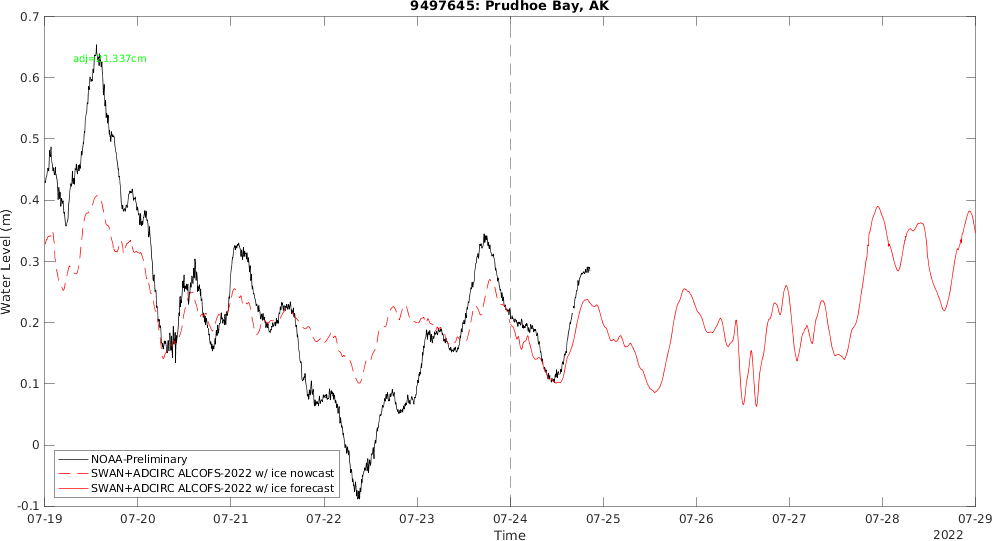 9497645: Prudhoe Bay, AK
0.7
0.6
0.5
0.4
0.3
0.2
0.1
0
-0.1
Water Level (m)
NOAA-Preliminary
SWAN+ADCIRC ALCOFS-2022 w/ ice nowcast
SWAN+ADCIRC ALCOFS-2022 w/ ice forecast
07-19 07-20 07-21 07-22 07-23 07-24 07-25 07-26 07-27 07-28 07-29
Time
2022